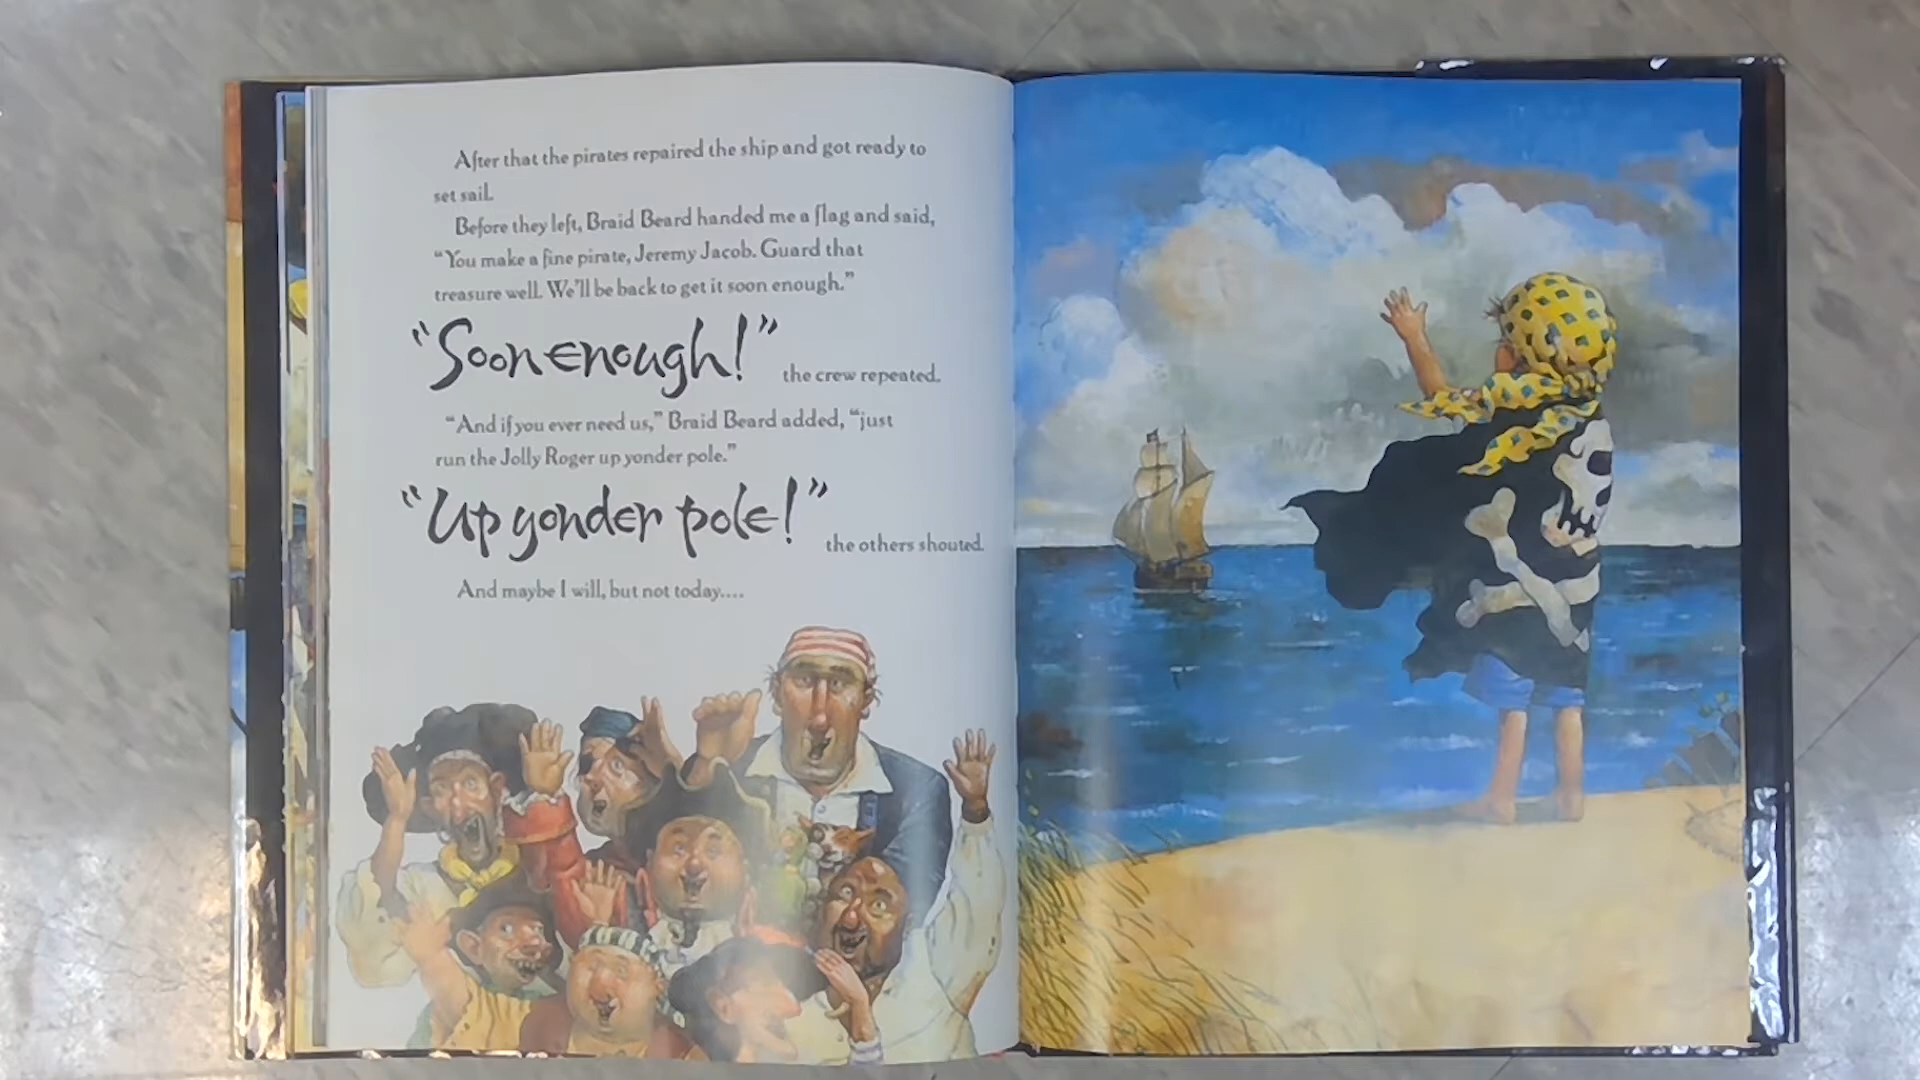 After that the pirates repaired the ship and got ready to
set sail.
Before they left, Braid Beard handed me a flag and said,
“You make a fine pirate, Jeremy Jacob. Guard that
treasure well. We’ll be back to get it soon enough.”
“Soon enough!” the crew repeated.
“And if you ever need us,” Braid Beard added, “just
run the Jolly Roger up yonder pole.”
“Up yonder pole!” the others shouted.
And maybe I will, but not today....